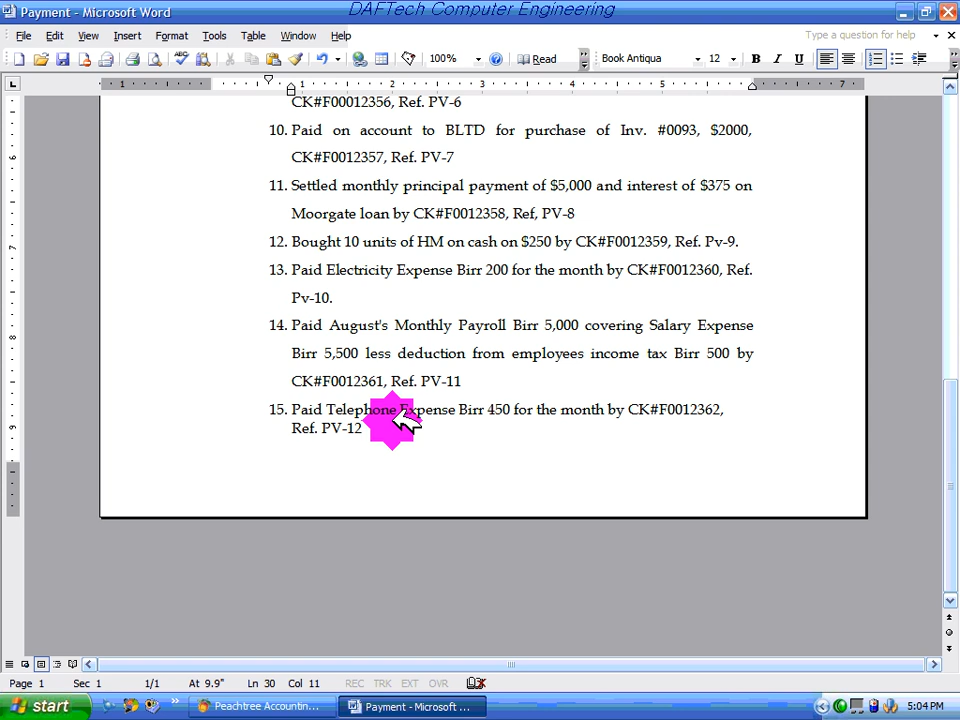 Payment - Microsoft Word
DAFTech Computer Engineering
File Edit View Insert Format Tools Table Window Help
Type a question for help
100%
Read
Book Antiqua
12
B I U
1 1 2 3 4 5 7
CK#F00012356, Ref. PV-6
10. Paid on account to BLTD for purchase of Inv. #0093, $2000,
CK#F0012357, Ref. PV-7
11. Settled monthly principal payment of $5,000 and interest of $375 on
Moorgate loan by CK#F0012358, Ref, PV-8
12. Bought 10 units of HM on cash on $250 by CK#F0012359, Ref. Pv-9.
13. Paid Electricity Expense Birr 200 for the month by CK#F0012360, Ref.
Pv-10.
14. Paid August's Monthly Payroll Birr 5,000 covering Salary Expense
Birr 5,500 less deduction from employees income tax Birr 500 by
CK#F0012361, Ref. PV-11
15. Paid Telephone Expense Birr 450 for the month by CK#F0012362,
Ref. PV-12
Page 1 Sec 1 1/1 At 9.9" Ln 30 Col 11 REC TRK EXT OVR
start
Peachtree Accountin...
Payment - Microsoft ...
5:04 PM